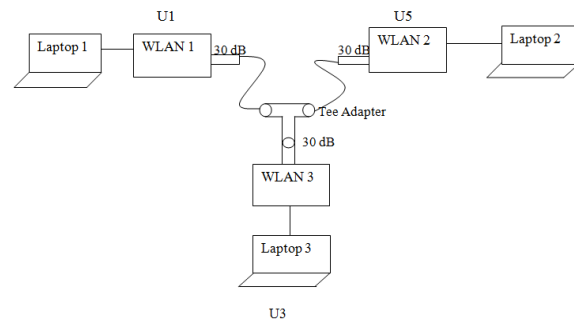 U1
U5
Laptop 1
WLAN 1
30 dB
30 dB
WLAN 2
Laptop 2
Tee Adapter
30 dB
WLAN 3
Laptop 3
U3